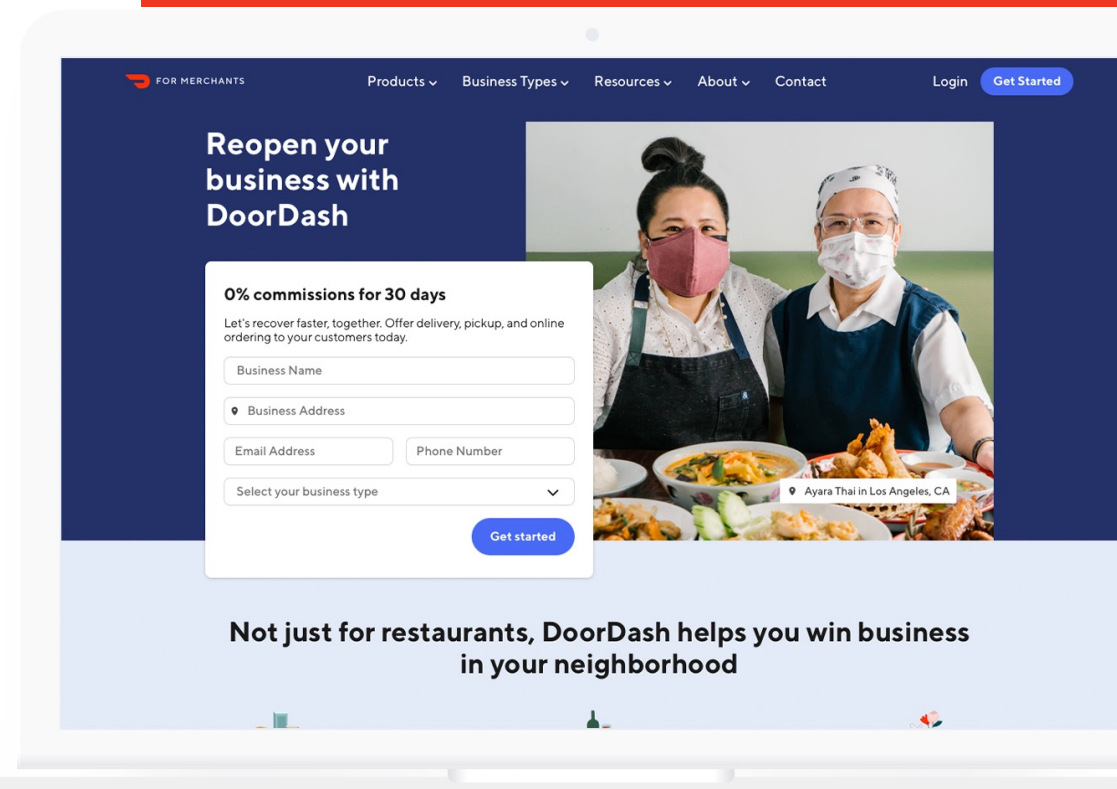 FOR MERCHANTS
Products
Business Types
Resources
About
Contact
Login
Get Started
Reopen your
business with
DoorDash
0% commissions for 30 days
Let's recover faster, together. Offer delivery, pickup, and online
ordering to your customers today.
Business Name
Business Address
Email Address
Phone Number
Select your business type
Get started
Ayara Thai in Los Angeles, CA
Not just for restaurants, DoorDash helps you win business
in your neighborhood